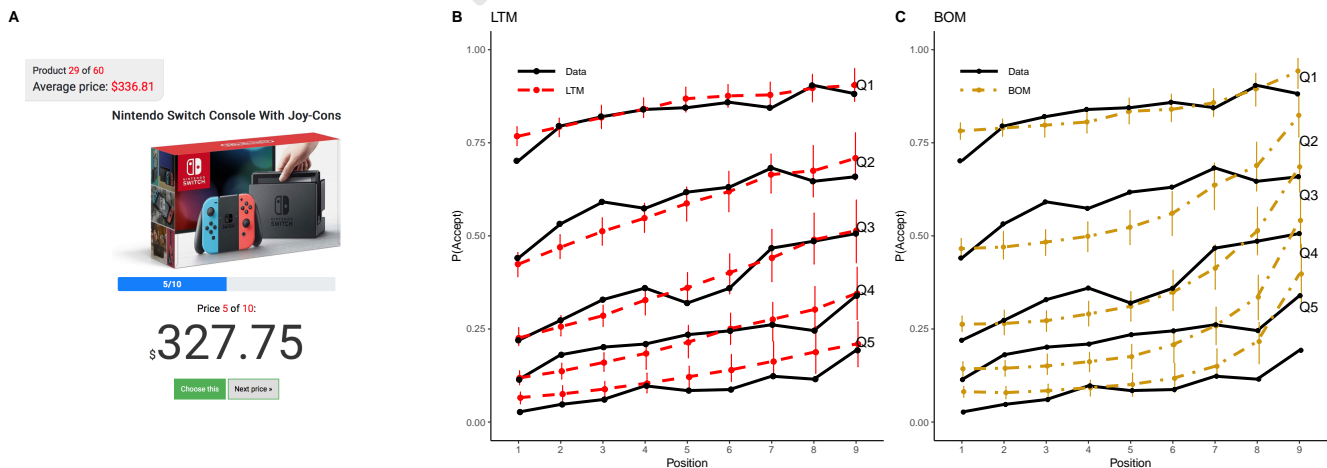 A
Product 29 of 60
Average price: $336.81
Nintendo Switch Console With Joy-Cons
NINTENDO
SWITCH
5/10
Price 5 of 10:
$327.75
Choose this
Next price »
B
LTM
1.00
0.75
0.50
0.25
0.00
P(Accept)
Data
LTM
Q1
Q2
Q3
Q4
Q5
1 2 3 4 5 6 7 8 9
Position
C
BOM
1.00
0.75
0.50
0.25
0.00
P(Accept)
Data
BOM
Q1
Q2
Q3
Q4
Q5
1 2 3 4 5 6 7 8 9
Position